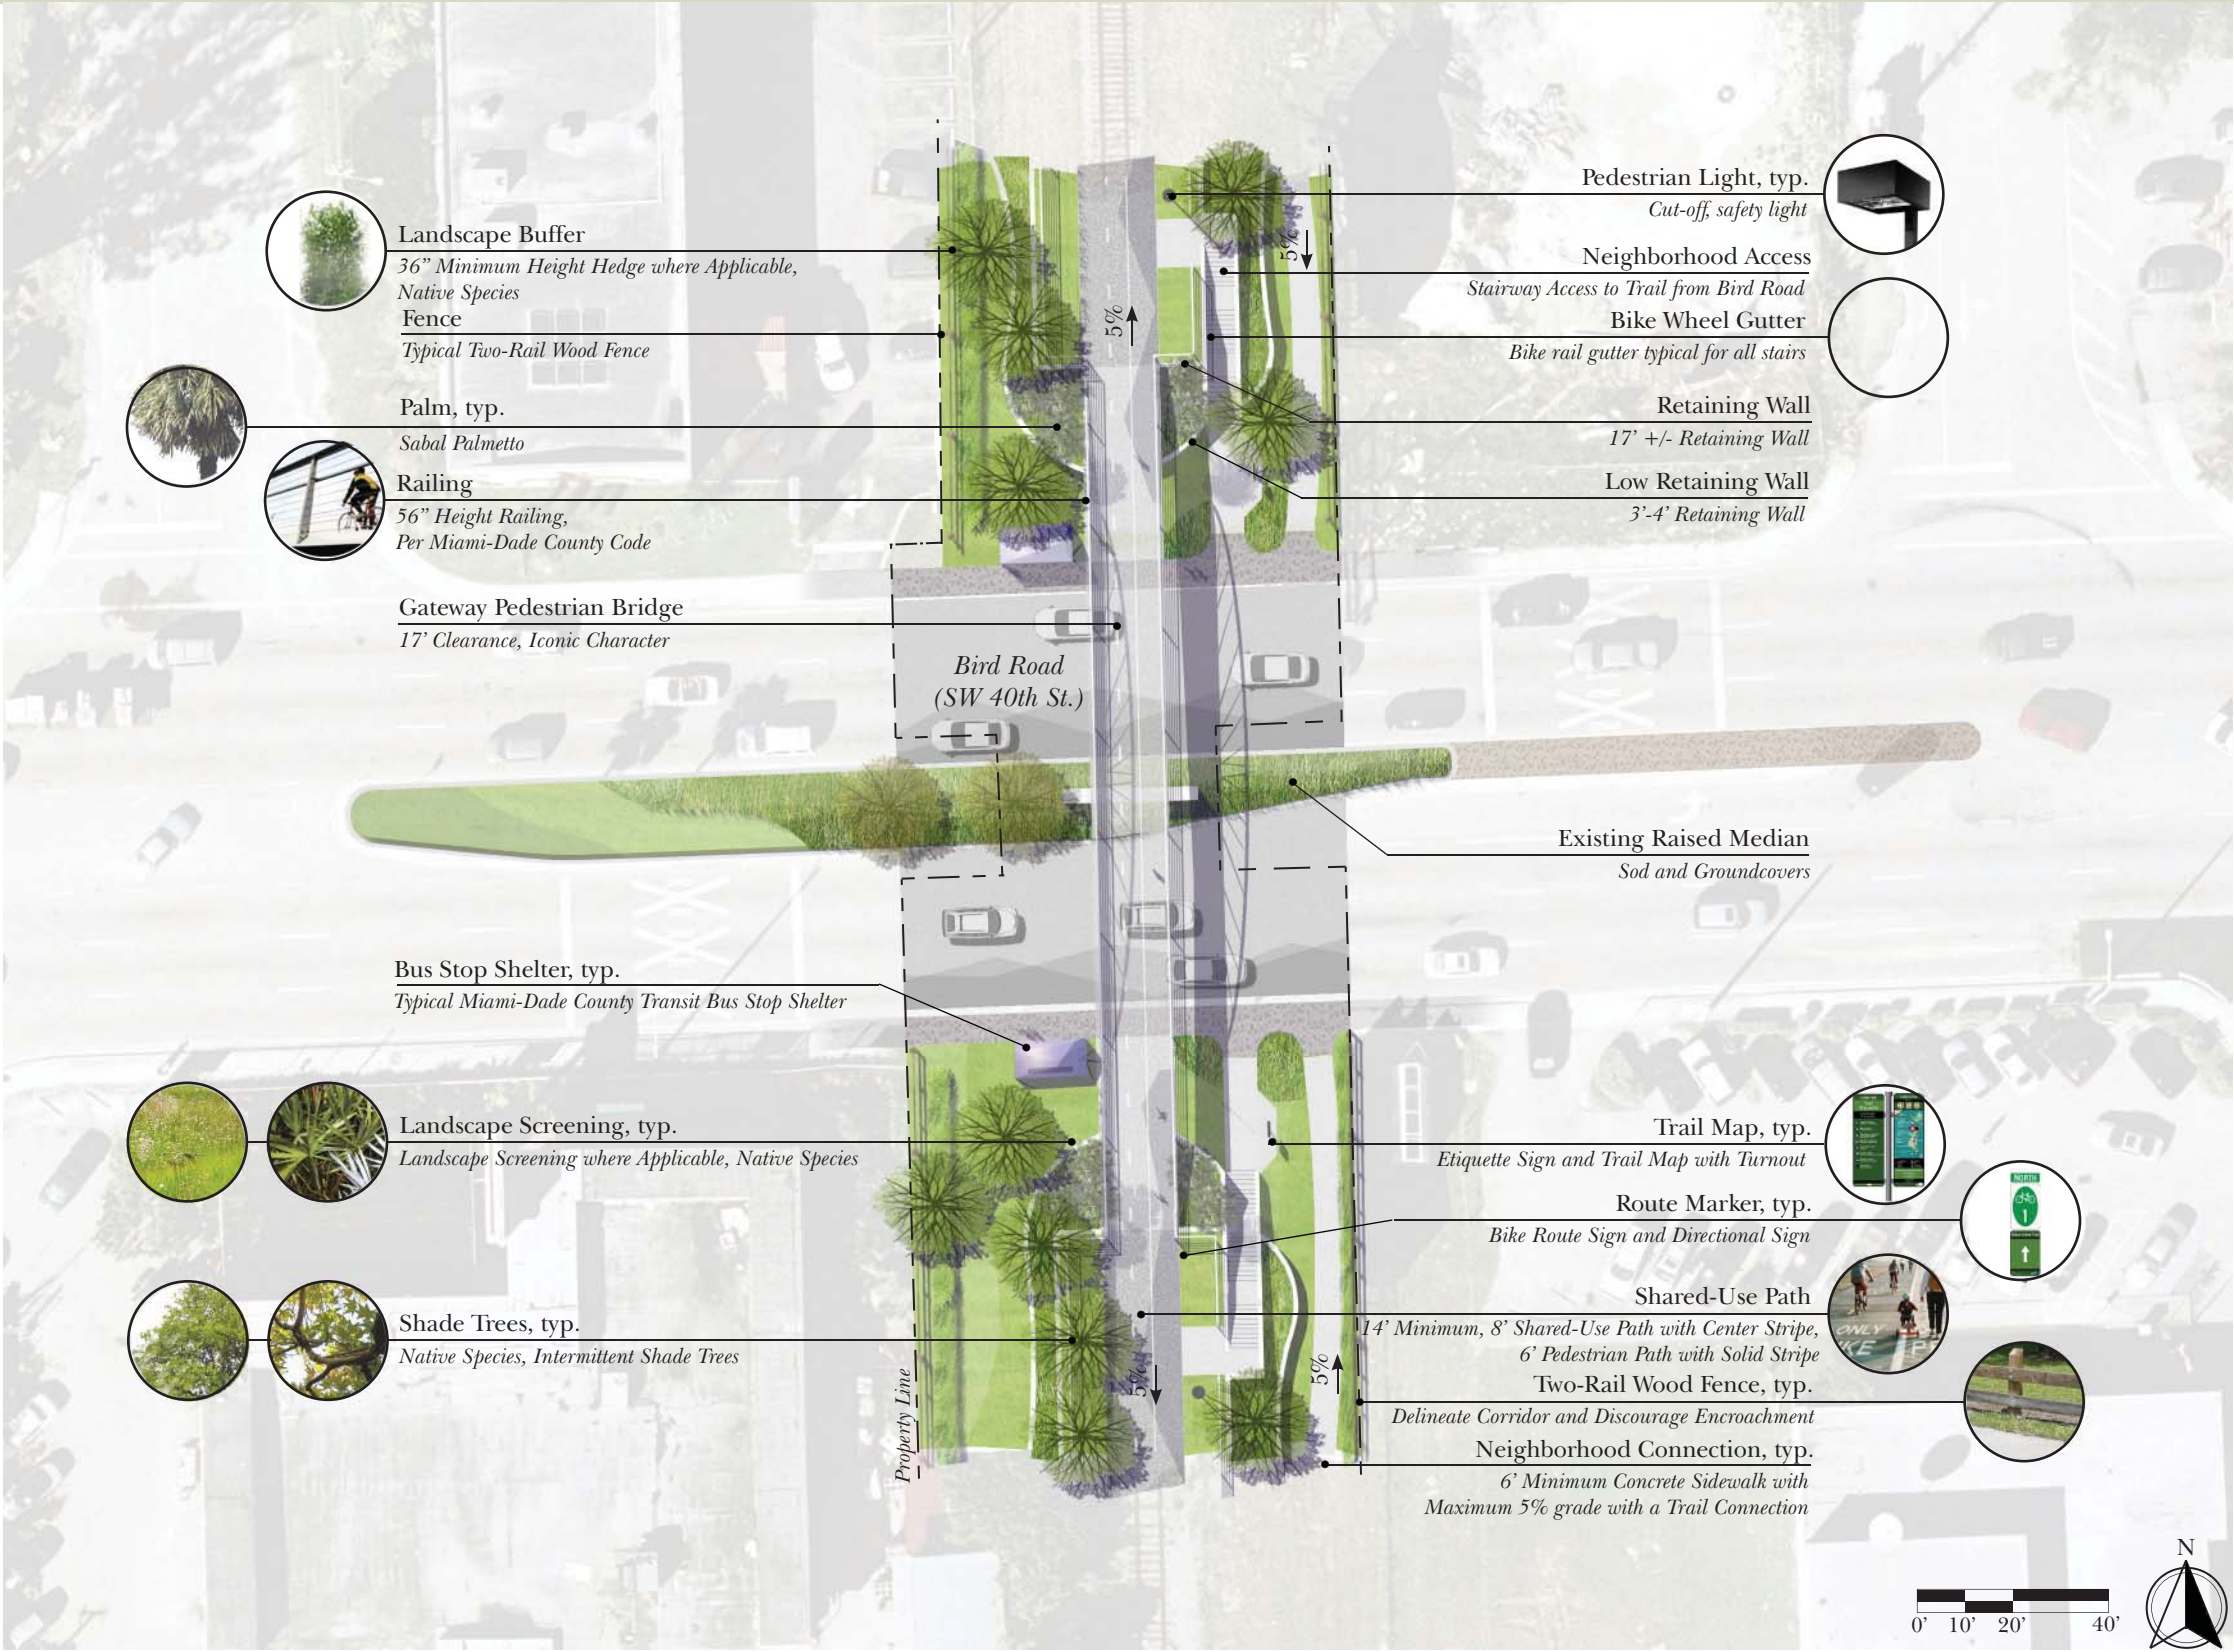 Landscape Buffer
36” Minimum Height Hedge where Applicable,
Native Species
Fence
Typical Two-Rail Wood Fence
Palm, typ.
Sabal Palmetto
Railing
56” Height Railing,
Per Miami-Dade County Code
Gateway Pedestrian Bridge
17’ Clearance, Iconic Character
Bird Road
(SW 40th St.)
Bus Stop Shelter, typ.
Typical Miami-Dade County Transit Bus Stop Shelter
Landscape Screening, typ.
Landscape Screening where Applicable, Native Species
Shade Trees, typ.
Native Species, Intermittent Shade Trees
Property Line
5%
5%
5%
5%
Pedestrian Light, typ.
Cut-off, safety light
Neighborhood Access
Stairway Access to Trail from Bird Road
Bike Wheel Gutter
Bike rail gutter typical for all stairs
Retaining Wall
17’ +/- Retaining Wall
Low Retaining Wall
3’-4’ Retaining Wall
Existing Raised Median
Sod and Groundcovers
Trail Map, typ.
Etiquette Sign and Trail Map with Turnout
Route Marker, typ.
Bike Route Sign and Directional Sign
NORTH
1
Shared-Use Path
14’ Minimum, 8’ Shared-Use Path with Center Stripe,
6’ Pedestrian Path with Solid Stripe
ONLY
Two-Rail Wood Fence, typ.
Delineate Corridor and Discourage Encroachment
Neighborhood Connection, typ.
6’ Minimum Concrete Sidewalk with
Maximum 5% grade with a Trail Connection
N
0’ 10’ 20’ 40’